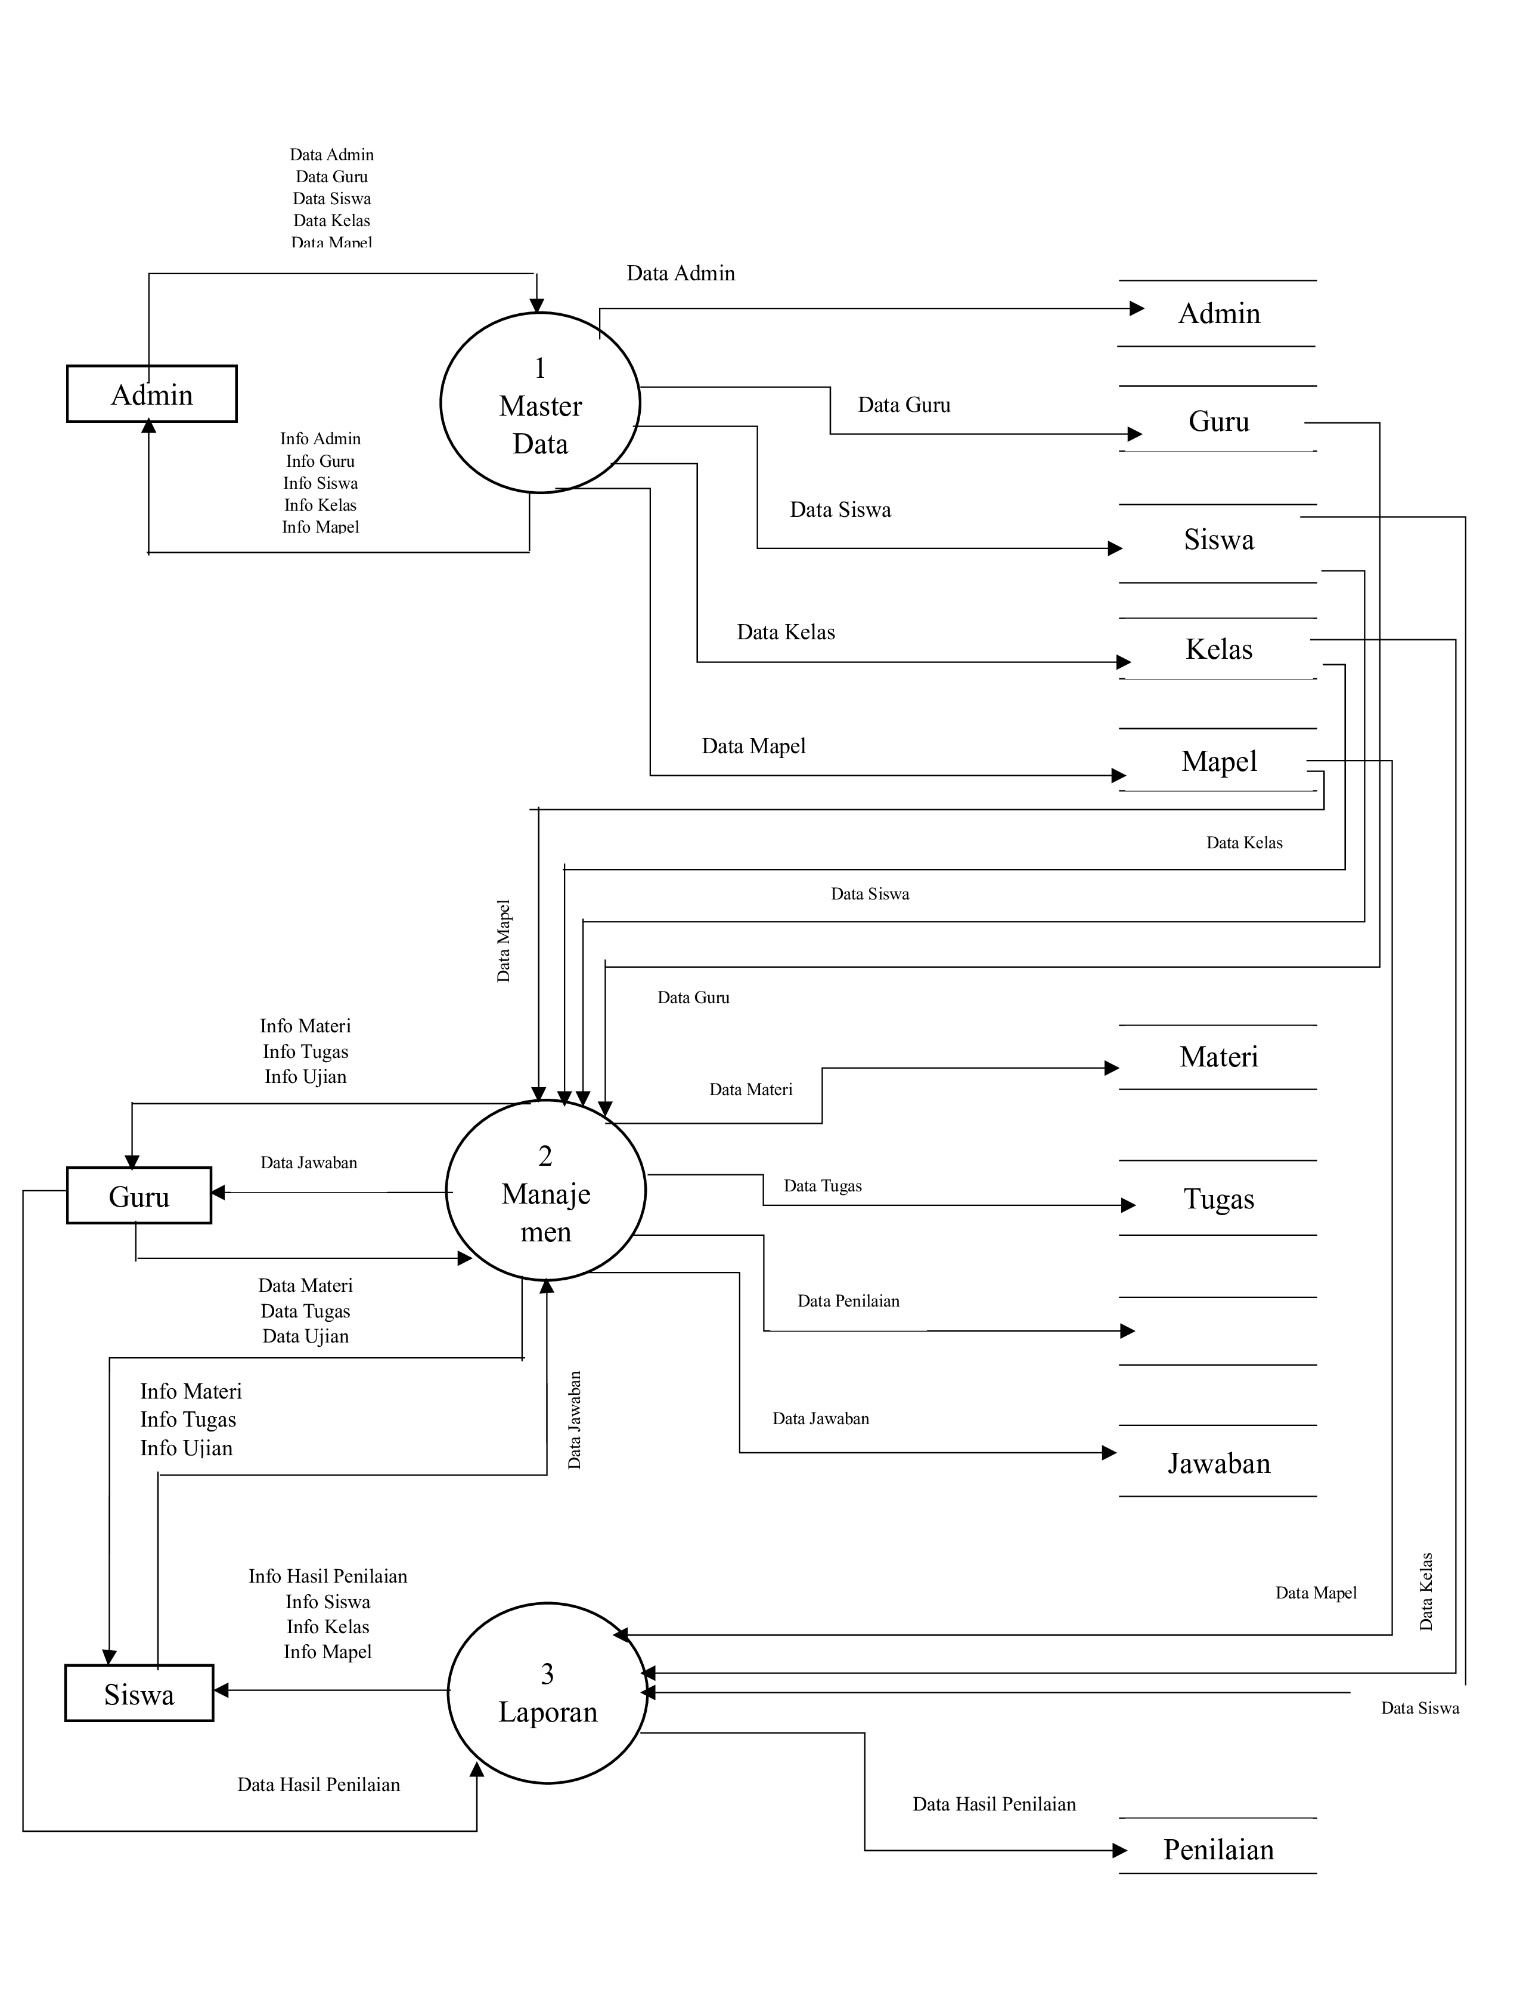 Data Admin
Data Guru
Data Siswa
Data Kelas
Data Mapel
Data Admin
Admin
1
Master
Data
Admin
Data Guru
Guru
Info Admin
Info Guru
Info Siswa
Info Kelas
Info Mapel
Data Siswa
Siswa
Data Kelas
Kelas
Data Mapel
Mapel
Data Kelas
Data Siswa
Data Mapel
Data Guru
Info Materi
Info Tugas
Info Ujian
Data Materi
Materi
Data Jawaban
Guru
2
Manaje
men
Data Tugas
Tugas
Data Materi
Data Tugas
Data Ujian
Data Penilaian
Info Materi
Info Tugas
Info Ujian
Data Jawaban
Data Jawaban
Jawaban
Info Hasil Penilaian
Info Siswa
Info Kelas
Info Mapel
Data Mapel
Data Kelas
Siswa
3
Laporan
Data Siswa
Data Hasil Penilaian
Data Hasil Penilaian
Penilaian